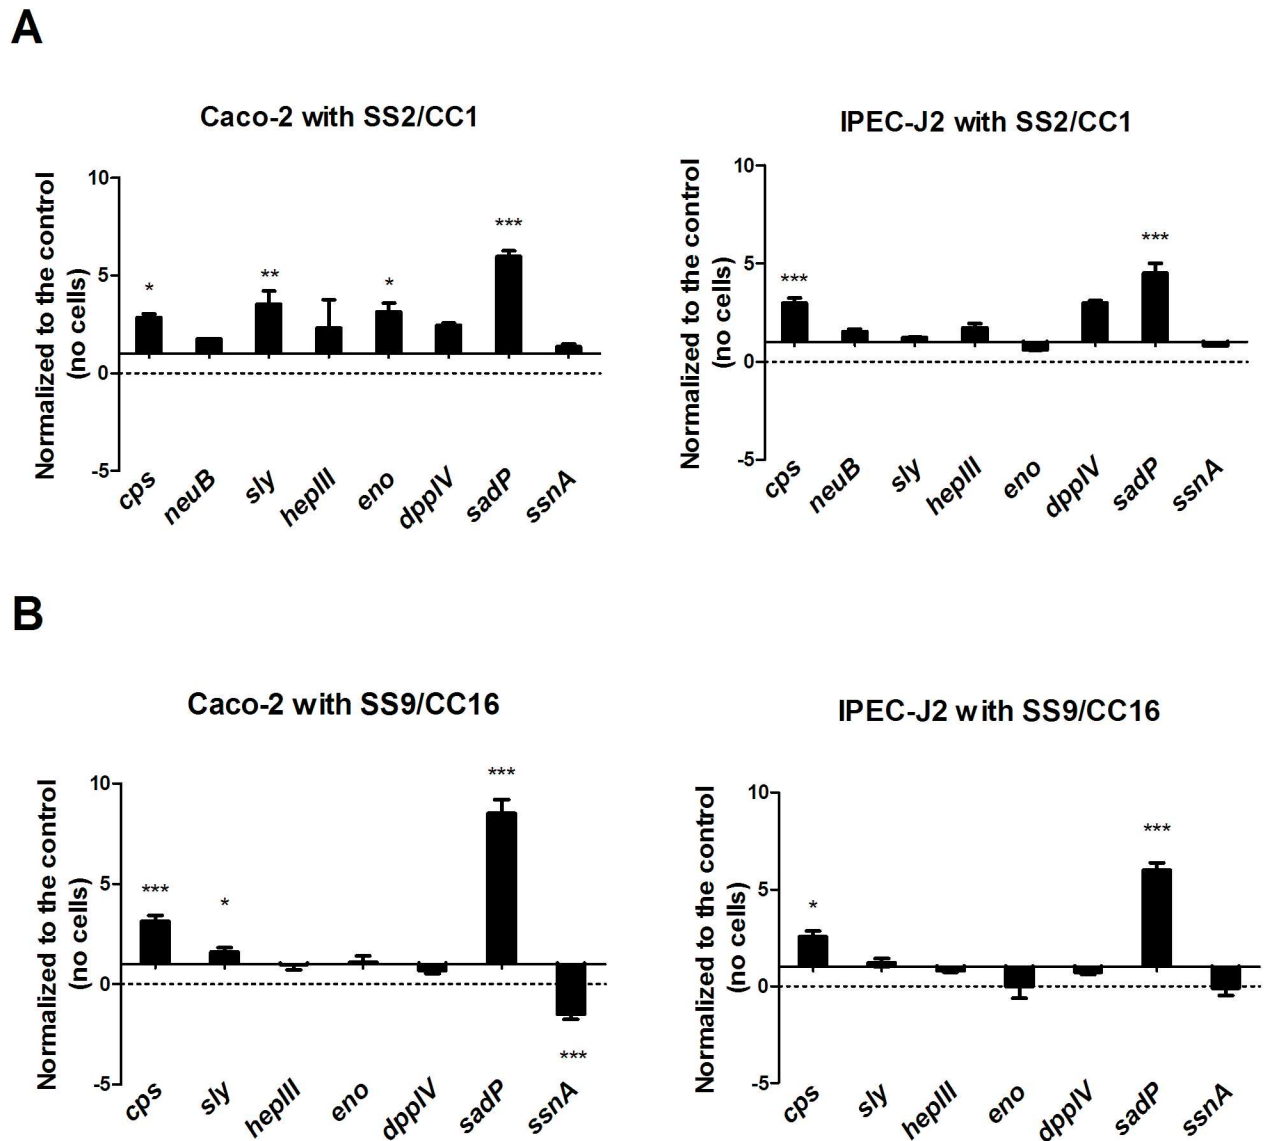 A
Caco-2 with SS2/CC1
Normalized to the control
(no cells)
10
5
0
-5
*
**
*
***
cps
neuB
sly
hepIII
eno
dppIV
sadP
ssnA
IPEC-J2 with SS2/CC1
Normalized to the control
(no cells)
10
5
0
-5
***
***
cps
neuB
sly
hepIII
eno
dppIV
sadP
ssnA
B
Caco-2 with SS9/CC16
Normalized to the control
(no cells)
10
5
0
-5
***
*
***
***
cps
sly
hepIII
eno
dppIV
sadP
ssnA
IPEC-J2 with SS9/CC16
Normalized to the control
(no cells)
10
5
0
-5
*
***
cps
sly
hepIII
eno
dppIV
sadP
ssnA